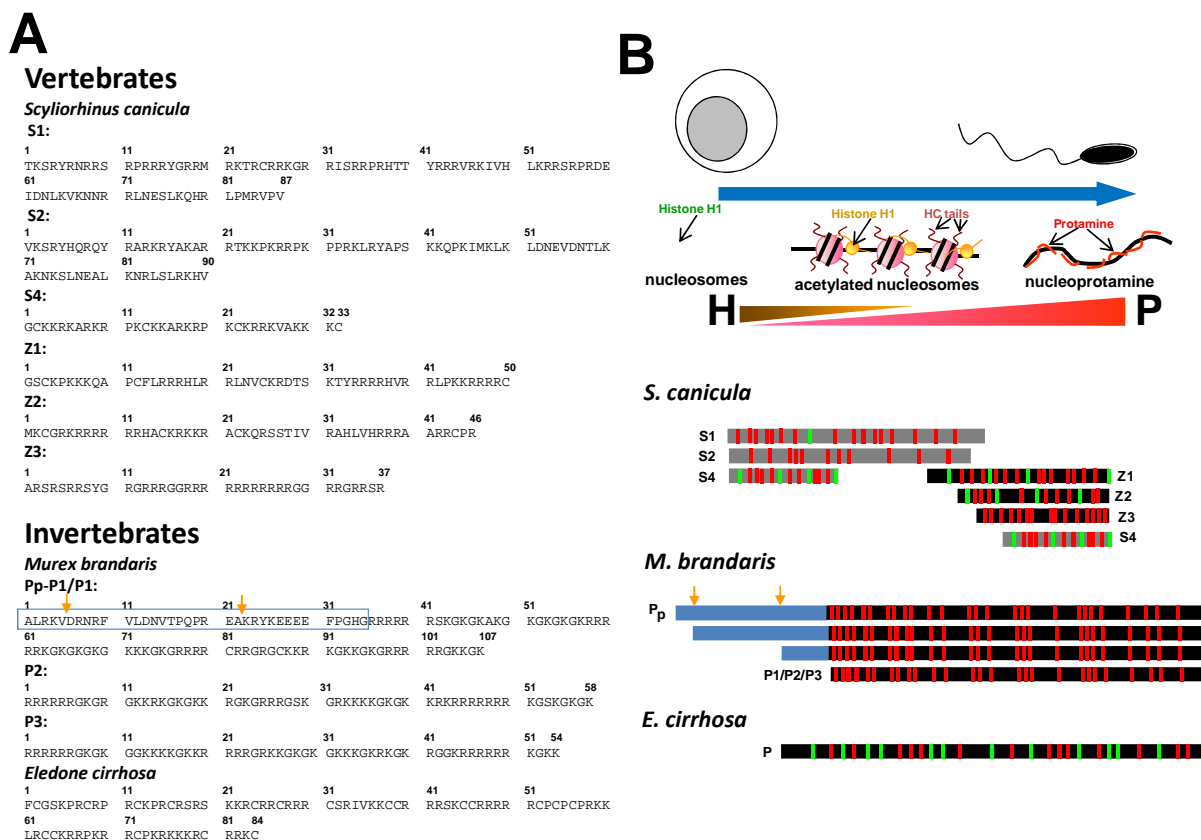 A
Vertebrates
Scyliorhinus canicula
S1:
1 11 21 31 41 51
TKSRYRNRRS RPRRRYGRRM RKTRCRRKGR RISRRPRHTT YRRRVRKIVH LKRRSRPRDE
61 71 81 87
IDNLKVKNNR RLNESLKQHR LPMRVPV
S2:
1 11 21 31 41 51
VKSRYHQRQY RARKRYAKAR RTKKPKRRPK PPRKLRYAPS KKQPKIMKLK LDNEVDNTLK
71 81 90
AKNKSLNEAL KNRLSLRKHV
S4:
1 11 21 32 33
GCKKRKARKR PKCKKARKRP KCKRRKVAKK KC
Z1:
1 11 21 31 41 50
GSCKPKKKQA PCFLRRRHLR RLNVCKRDTS KTYRRRRHVR RLPKKRRRRC
Z2:
1 11 21 31 41 46
MKCGRKRRRR RRHACKRKKR ACKQRSSTIV RAHLVHRRRA ARRCPR
Z3:
1 11 21 31 37
ARSRSRRSYG RGRRRGGRRR RRRRRRRRGG RRGRRSR
Invertebrates
Murex brandaris
Pp-P1/P1:
1 11 21 31 41 51
ALRKVDRNRF VLDNVTPQPR EAKRYKEEEE FPGHGRRRRR RSKGKGKAKG KGKGKGKRRR
61 71 81 91 101 107
RRKGKGKGKG KKKGKGRRRR CRRGRGCKKR KGKKGKGRRR RRGKKGK
P2:
1 11 21 31 41 51 58
RRRRRRGKGR GKKRKGKGKK RGKGRRRGSK GRKKKKGKGK KRKRRRRRRR KGSKGKGK
P3:
1 11 21 31 41 51 54
RRRRRRGKGK GGKKKKGKKR RRRGRKKGKGK GKKKGKRKGK RGGKRRRRRR KGKK
Eledone cirrhosa
1 11 21 31 41 51
FCGSKPRCRP RCKPRCRSRS KKRCRRCRRR CSRIVKKCCR RRSKCCRRRR RCPCPCPRKK
61 71 81 84
LRCCKRRPKR RCPKRKKKRC RRKC
B
Histone H1
Histone H1
HC tails
Protamine
nucleosomes
acetylated nucleosomes
nucleoprotamine
H P
S. canicula
S1
S2
S4 Z1
Z2
Z3
S4
M. brandaris
Pp
P1/P2/P3
E. cirrhosa
P